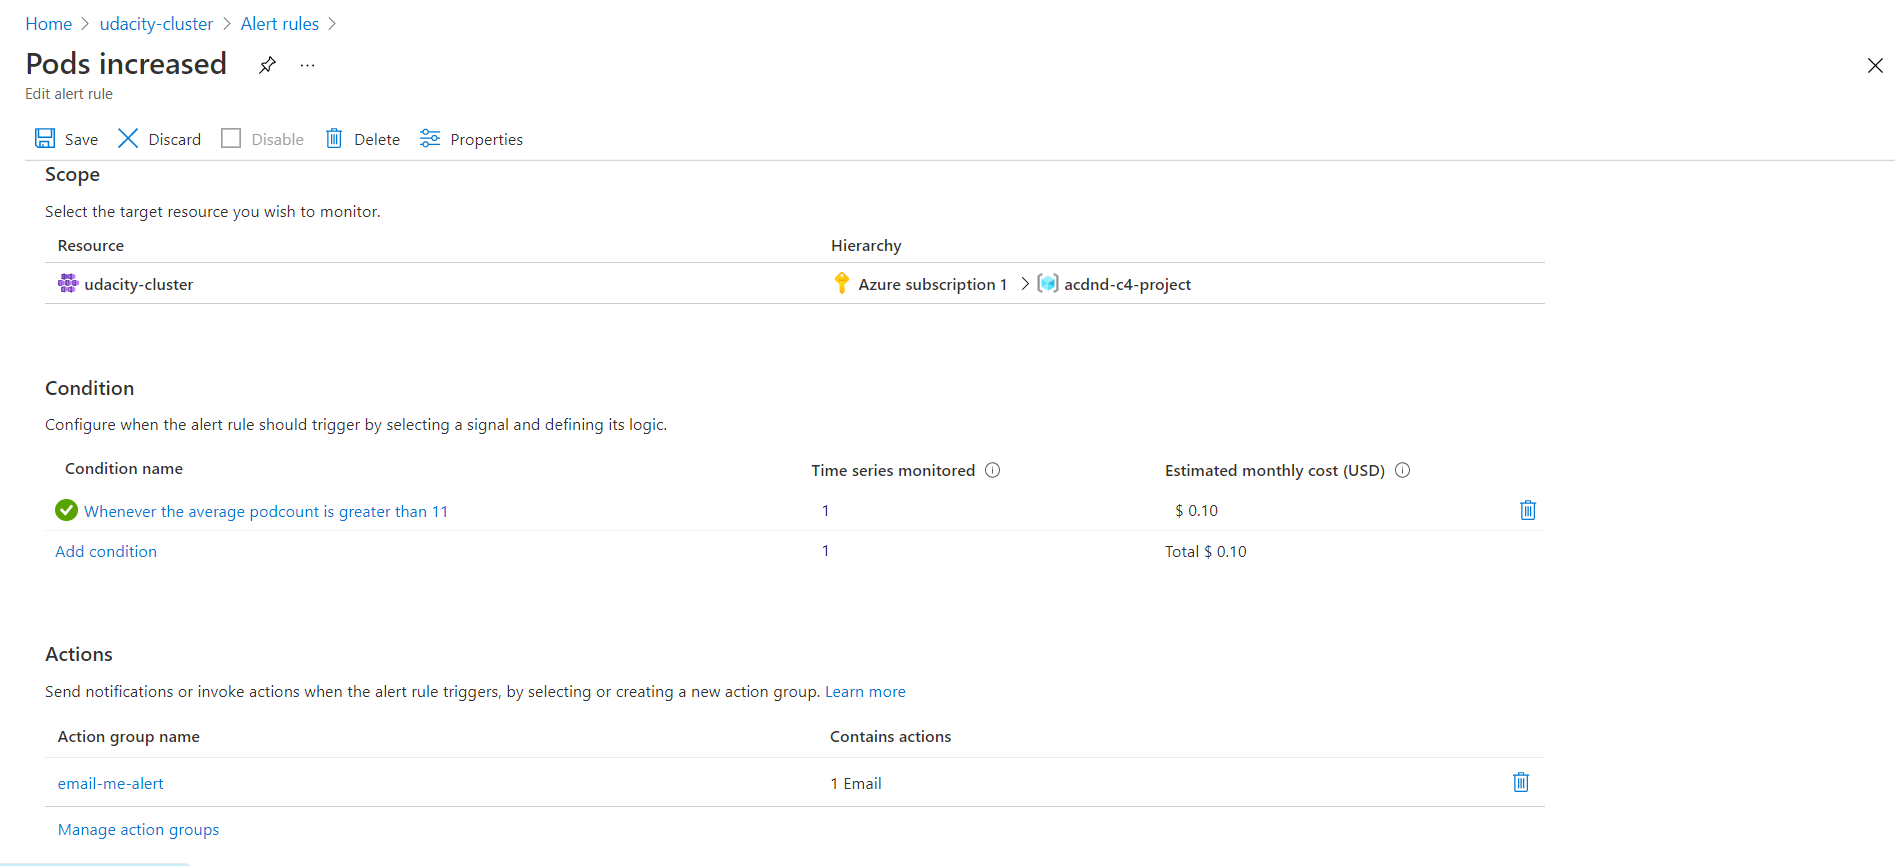 Home > udacity-cluster > Alert rules >
Pods increased ...
Edit alert rule
Save Discard Disable Delete Properties
Scope
Select the target resource you wish to monitor.
Resource Hierarchy
udacity-cluster Azure subscription 1 > acdnd-c4-project
Condition
Configure when the alert rule should trigger by selecting a signal and defining its logic.
Condition name Time series monitored Estimated monthly cost (USD)
Whenever the average podcount is greater than 11 1 $ 0.10
Add condition 1 Total $ 0.10
Actions
Send notifications or invoke actions when the alert rule triggers, by selecting or creating a new action group. Learn more
Action group name Contains actions
email-me-alert 1 Email
Manage action groups